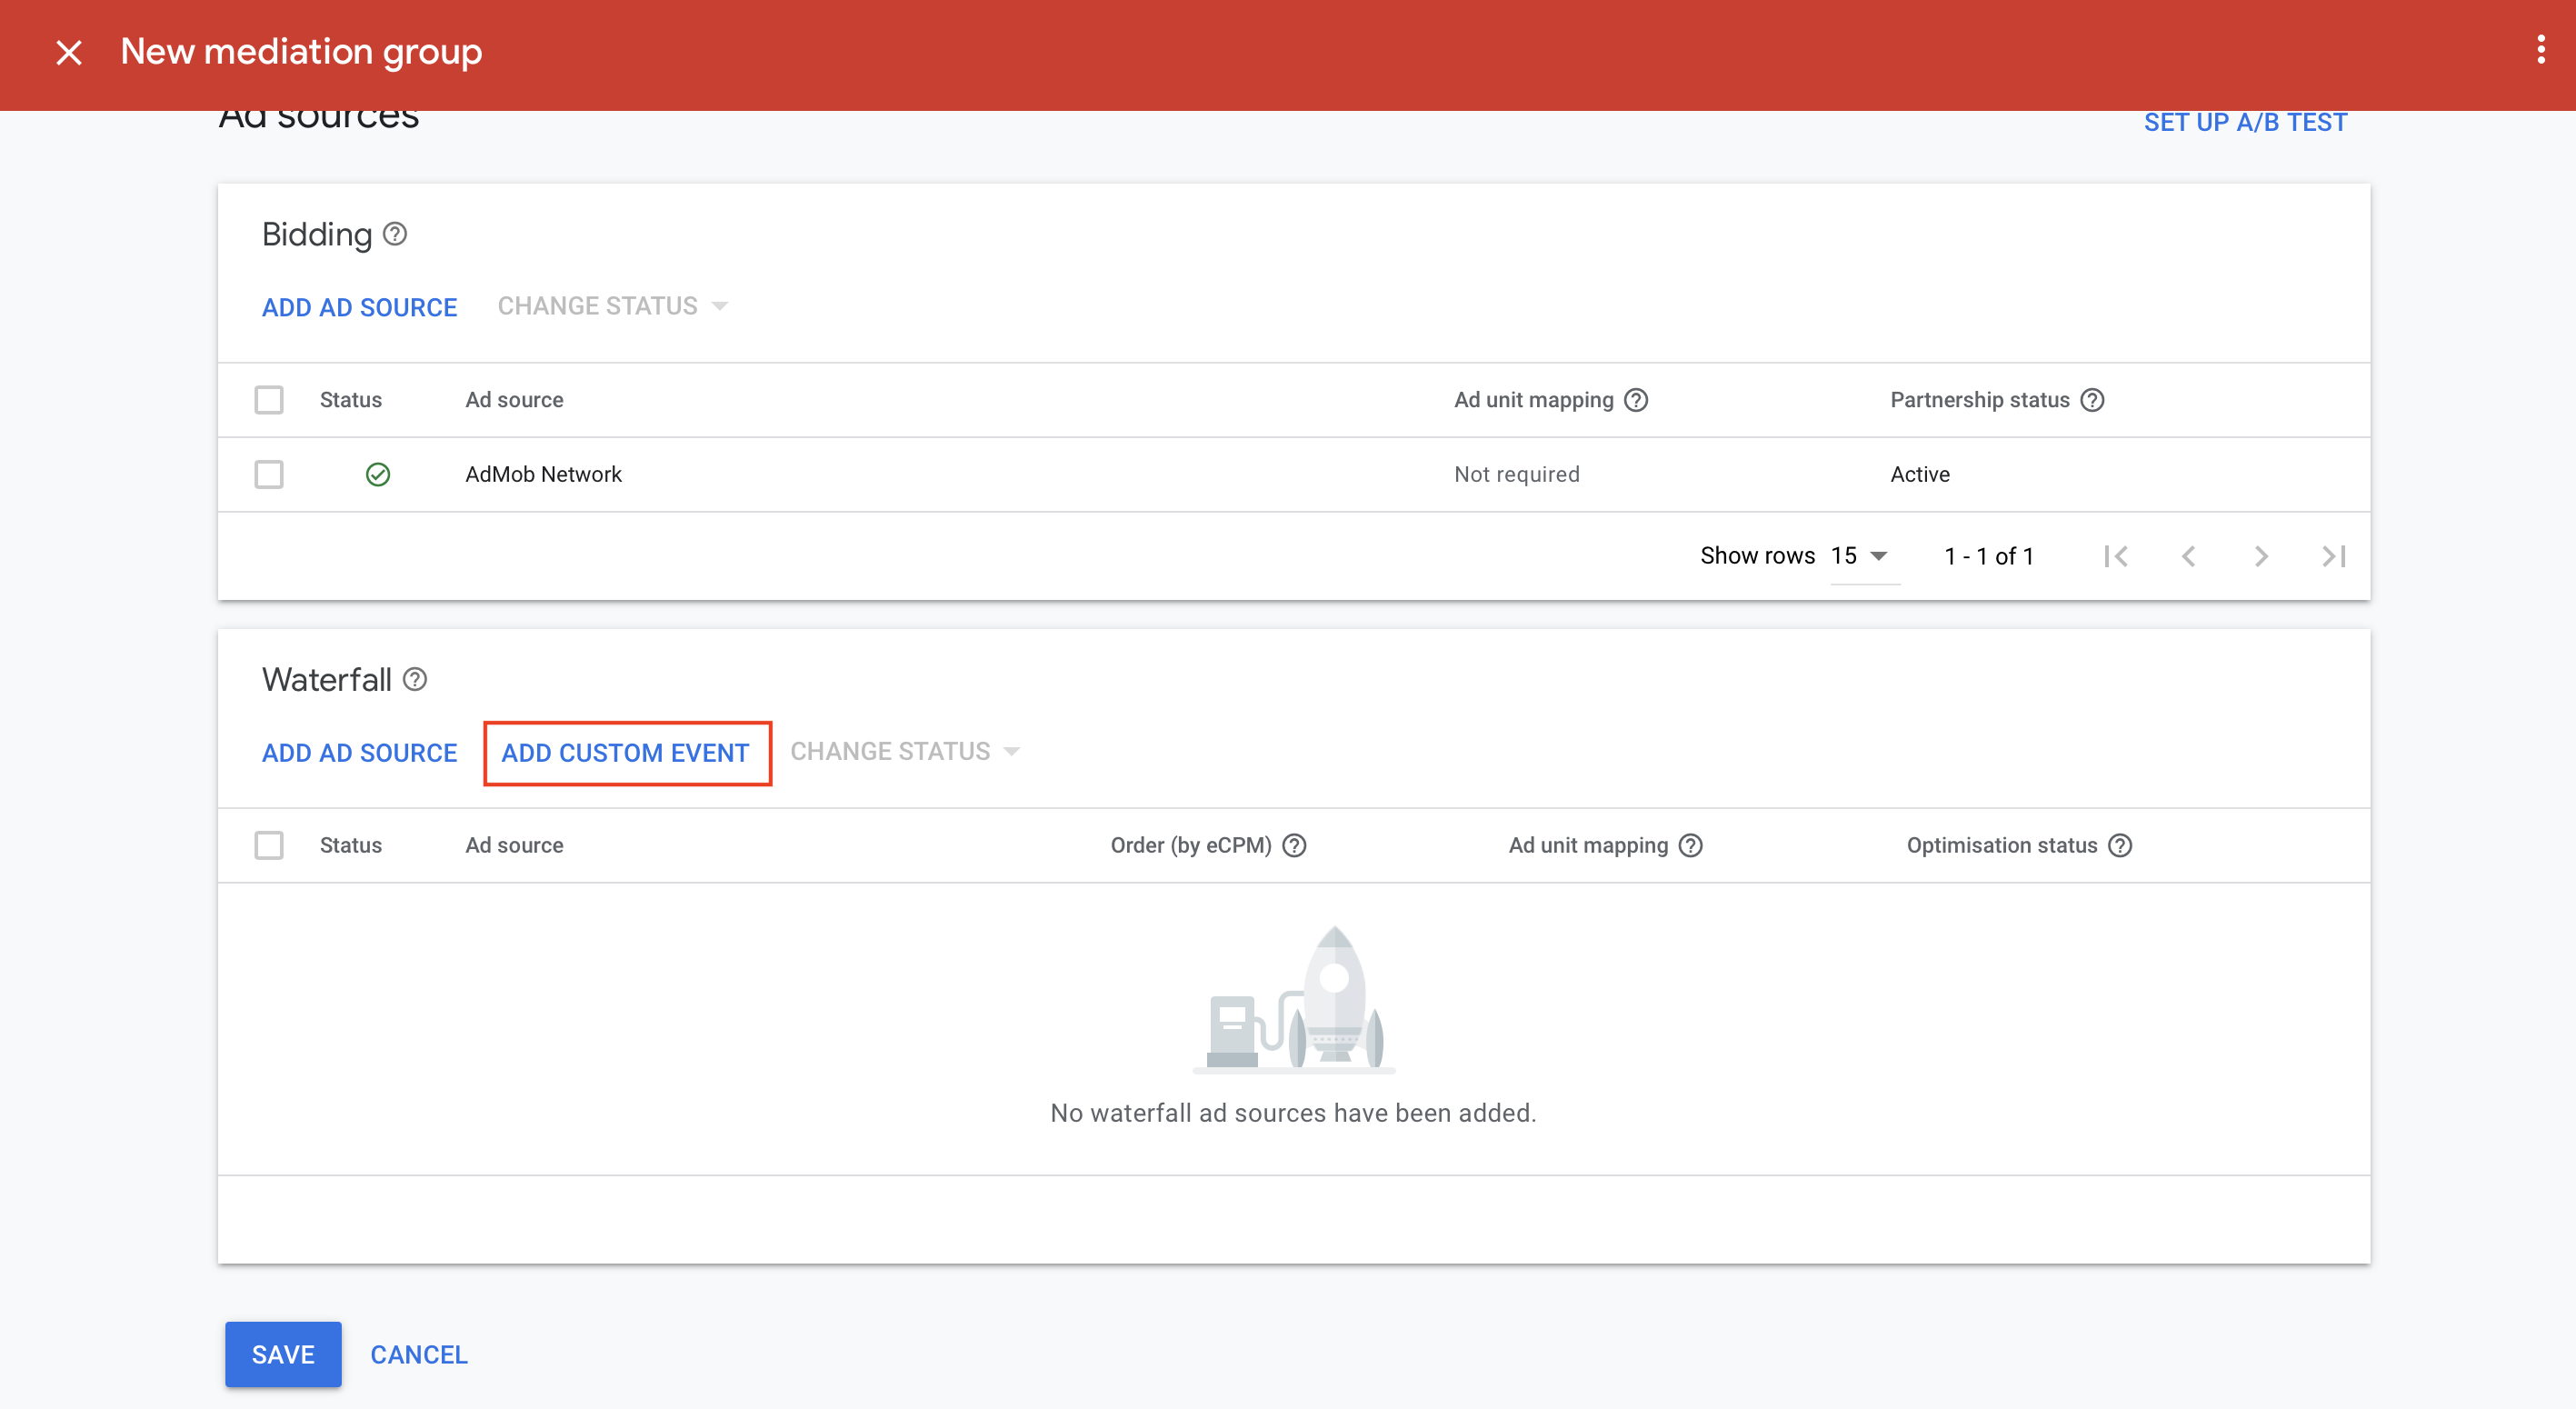 New mediation group
Ad sources
SET UP A/B TEST
Bidding
ADD AD SOURCE CHANGE STATUS
Status Ad source Ad unit mapping Partnership status
AdMob Network Not required Active
Show rows 15 1 - 1 of 1
Waterfall
ADD AD SOURCE ADD CUSTOM EVENT CHANGE STATUS
Status Ad source Order (by eCPM) Ad unit mapping Optimisation status
No waterfall ad sources have been added.
SAVE CANCEL